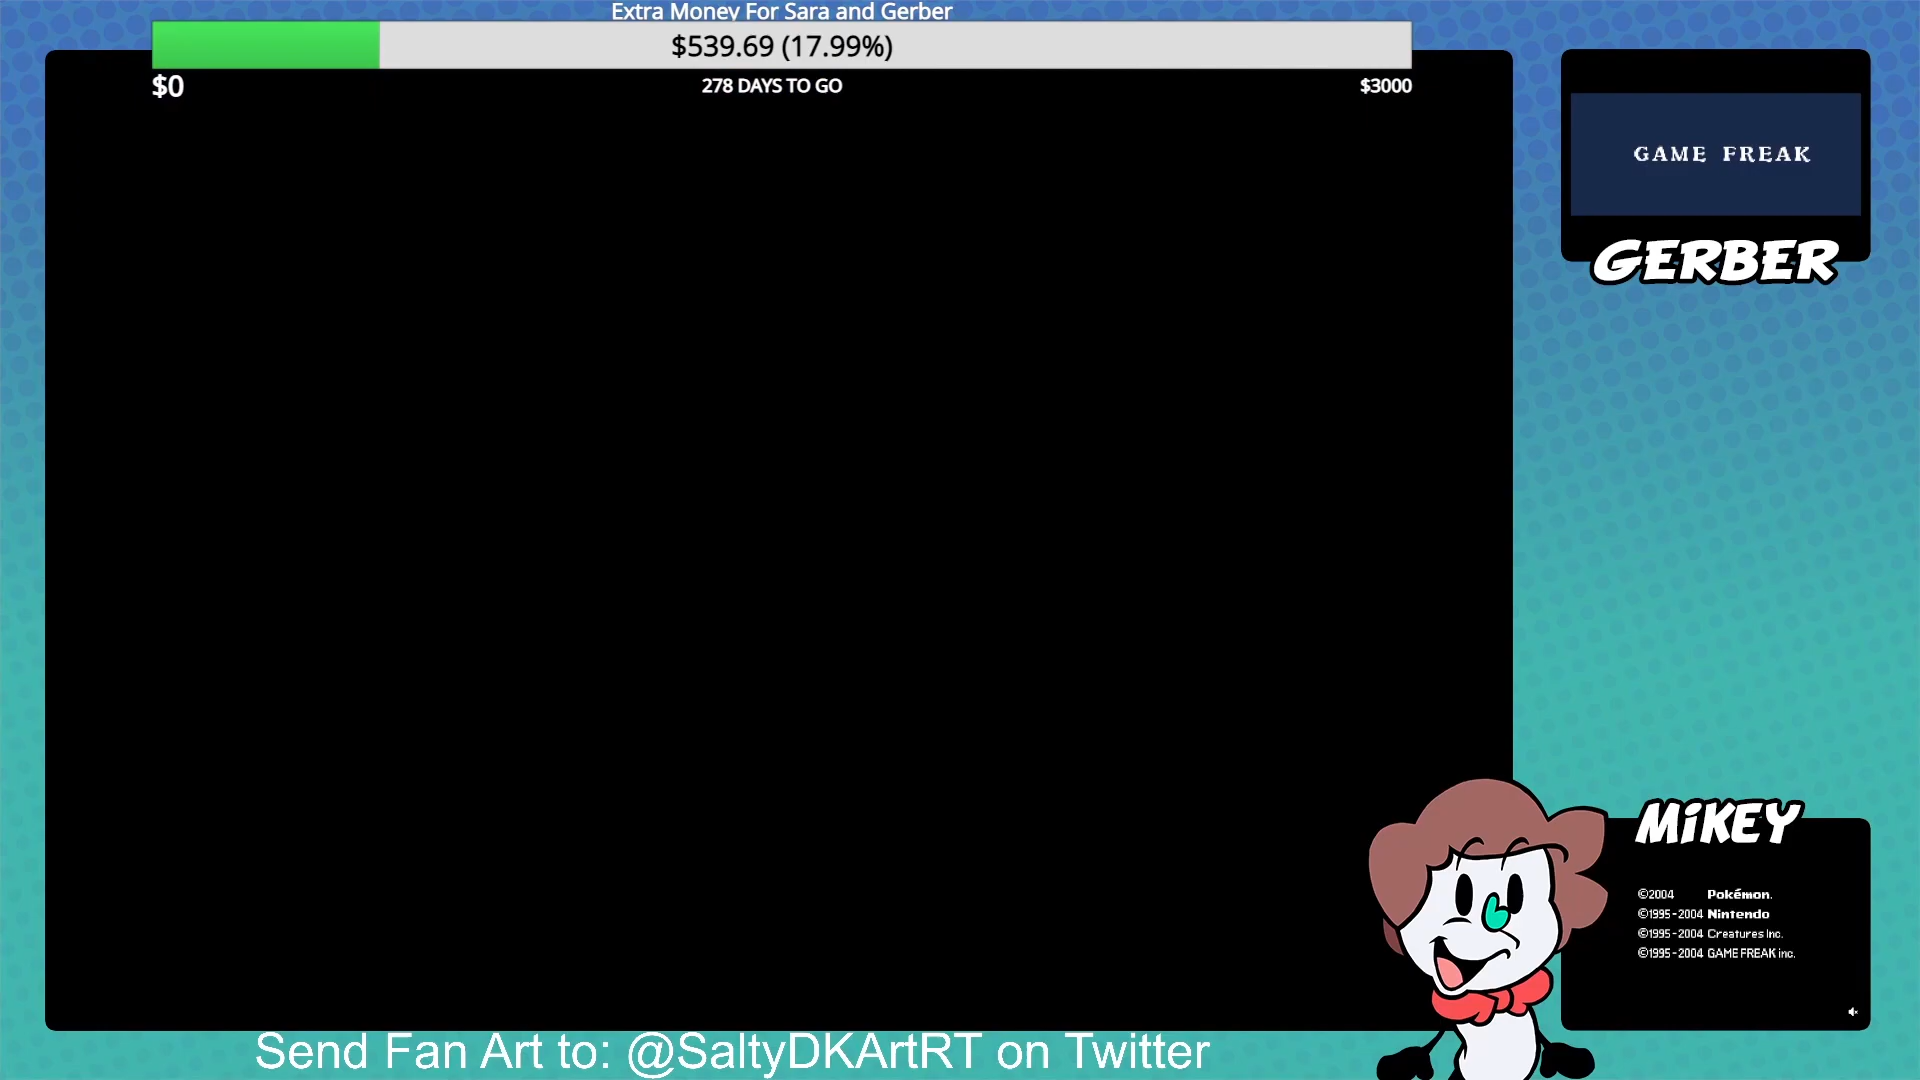 Extra Money For Sara and Gerber
$539.69 (17.99%)
$0
278 DAYS TO GO
$3000
GAME FREAK
GERBER
MiKEY
©2004 Pokémon.
©1995-2004 Nintendo
©1995-2004 Creatures Inc.
©1995-2004 GAME FREAK inc.
Send Fan Art to: @SaltyDKArtRT on Twitter